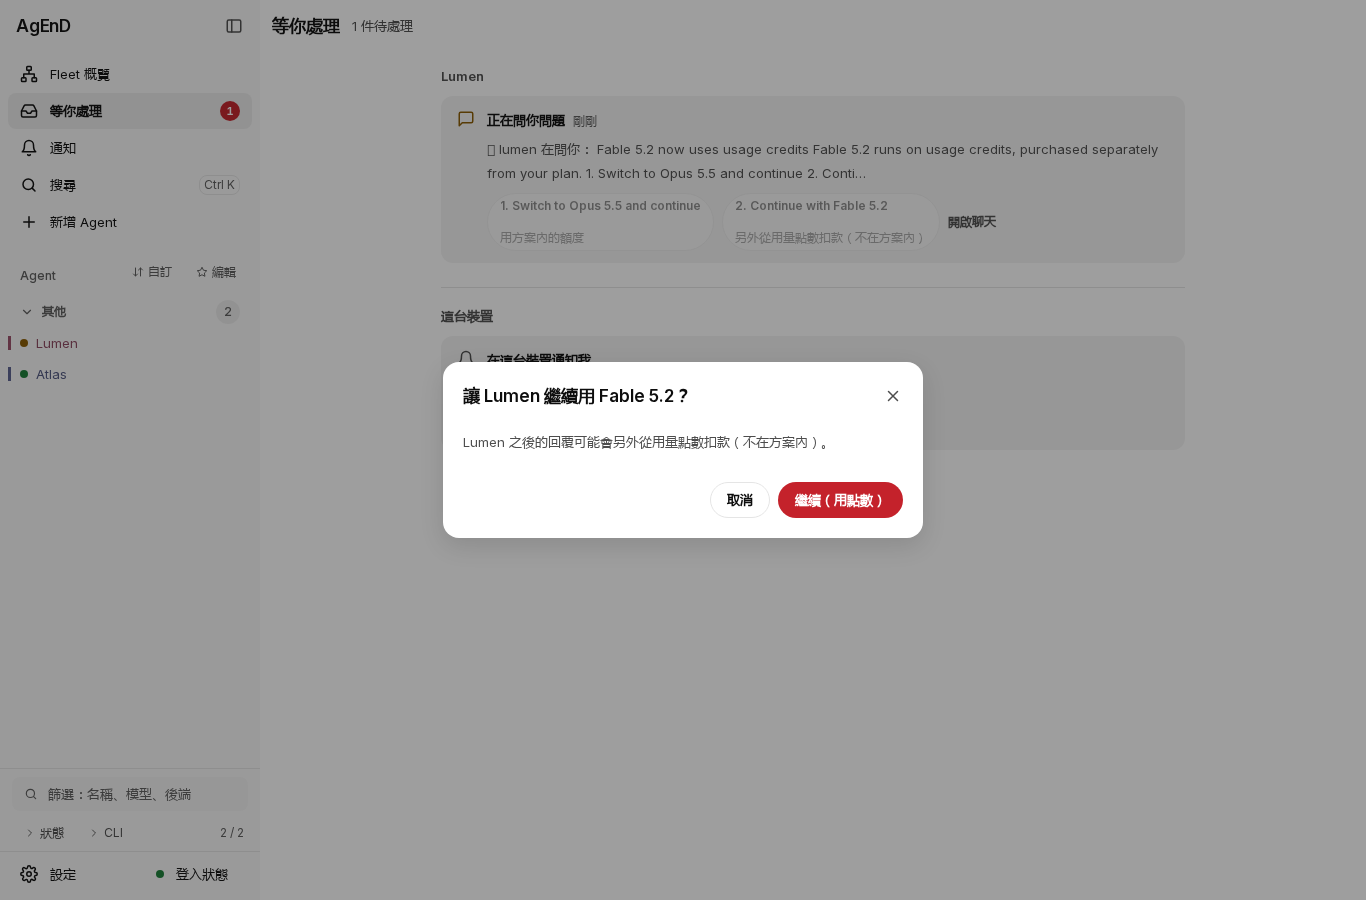 AgEnD
Fleet 概覽
等你處理 1
通知
搜尋 Ctrl K
新增 Agent
Agent 自訂 編輯
其他 2
Lumen
Atlas
篩選：名稱、模型、後端
狀態 CLI 2 / 2
設定 登入狀態
等你處理 1 件待處理
Lumen
正在問你問題 剛剛
lumen 在問你： Fable 5.2 now uses usage credits Fable 5.2 runs on usage credits, purchased separately
from your plan. 1. Switch to Opus 5.5 and continue 2. Conti…
1. Switch to Opus 5.5 and continue
用方案內的額度
2. Continue with Fable 5.2
另外從用量點數扣款（不在方案內）
開啟聊天
這台裝置
在這台裝置通知我
讓 Lumen 繼續用 Fable 5.2？
Lumen 之後的回覆可能會另外從用量點數扣款（不在方案內）。
取消
繼續（用點數）